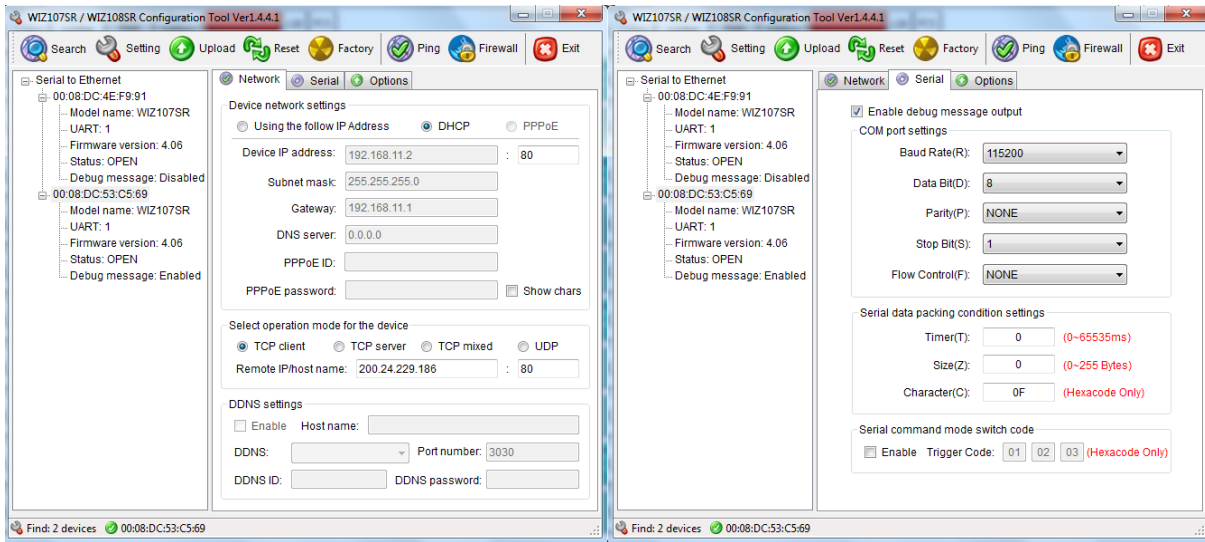 WIZ107SR / WIZ108SR Configuration Tool Ver1.4.4.1
Search Setting Upload Reset Factory Ping Firewall Exit
Serial to Ethernet
00:08:DC:4E:F9:91
Model name: WIZ107SR
UART: 1
Firmware version: 4.06
Status: OPEN
Debug message: Disabled
00:08:DC:53:C5:69
Model name: WIZ107SR
UART: 1
Firmware version: 4.06
Status: OPEN
Debug message: Enabled
Network Serial Options
Device network settings
Using the follow IP Address DHCP PPPoE
Device IP address: 192.168.11.2 : 80
Subnet mask: 255.255.255.0
Gateway: 192.168.11.1
DNS server: 0.0.0.0
PPPoE ID:
PPPoE password: Show chars
Select operation mode for the device
TCP client TCP server TCP mixed UDP
Remote IP/host name: 200.24.229.186 : 80
DDNS settings
Enable Host name:
DDNS: Port number: 3030
DDNS ID: DDNS password:
Find: 2 devices 00:08:DC:53:C5:69
WIZ107SR / WIZ108SR Configuration Tool Ver1.4.4.1
Search Setting Upload Reset Factory Ping Firewall Exit
Serial to Ethernet
00:08:DC:4E:F9:91
Model name: WIZ107SR
UART: 1
Firmware version: 4.06
Status: OPEN
Debug message: Disabled
00:08:DC:53:C5:69
Model name: WIZ107SR
UART: 1
Firmware version: 4.06
Status: OPEN
Debug message: Enabled
Network Serial Options
Enable debug message output
COM port settings
Baud Rate(R): 115200
Data Bit(D): 8
Parity(P): NONE
Stop Bit(S): 1
Flow Control(F): NONE
Serial data packing condition settings
Timer(T): 0 (0~65535ms)
Size(Z): 0 (0~255 Bytes)
Character(C): 0F (Hexacode Only)
Serial command mode switch code
Enable Trigger Code: 01 02 03 (Hexacode Only)
Find: 2 devices 00:08:DC:53:C5:69